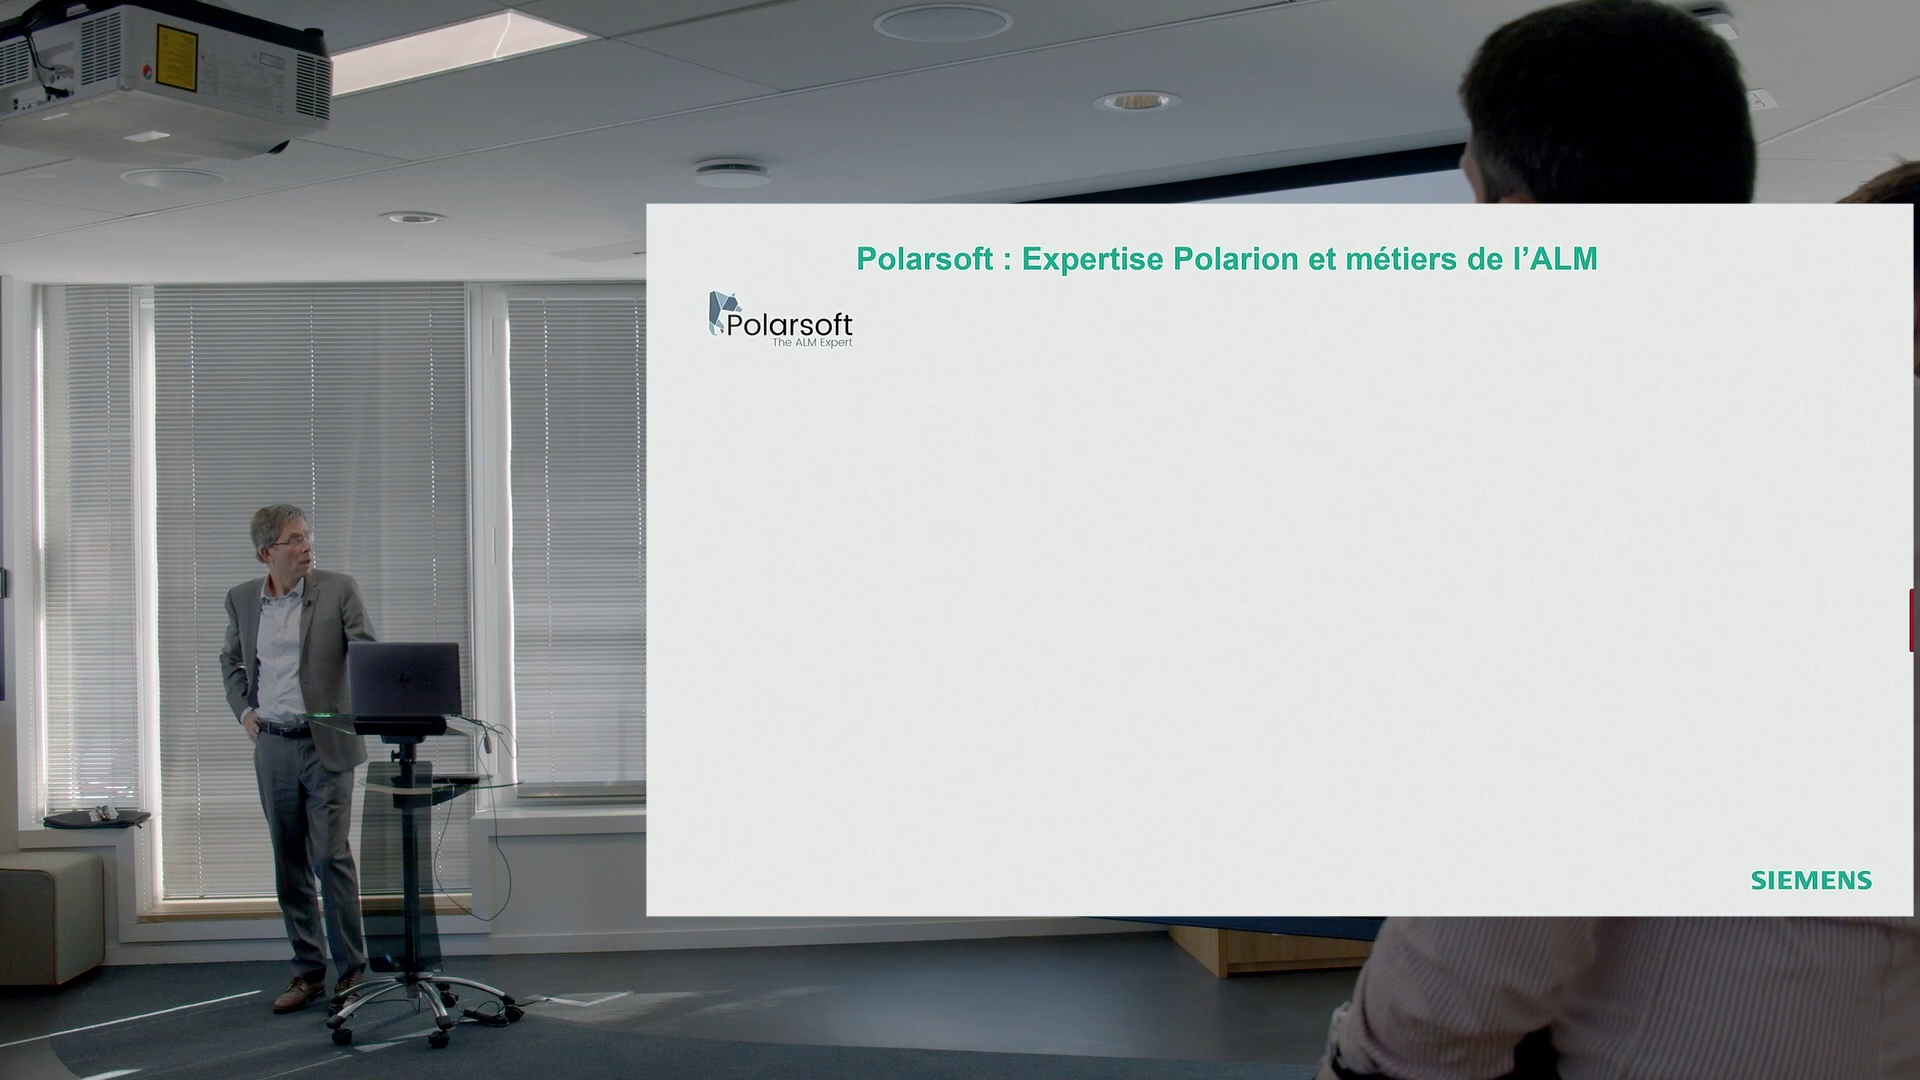 Polarsoft : Expertise Polarion et métiers de l’ALM
Polarsoft
The ALM Expert
SIEMENS